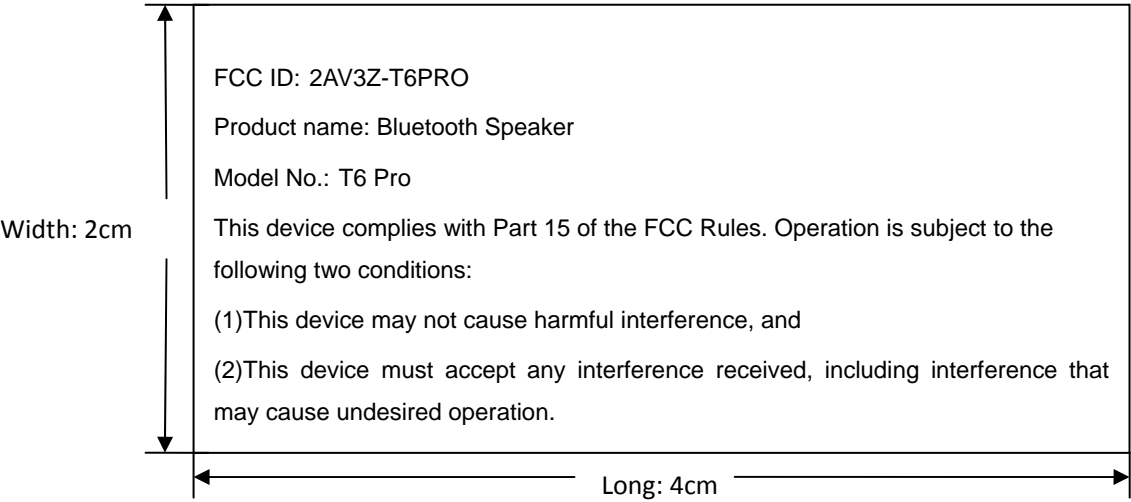 FCC ID: 2AV3Z-T6PRO
Product name: Bluetooth Speaker
Model No.: T6 Pro
Width: 2cm
This device complies with Part 15 of the FCC Rules. Operation is subject to the
following two conditions:
(1)This device may not cause harmful interference, and
(2)This device must accept any interference received, including interference that
may cause undesired operation.
Long: 4cm